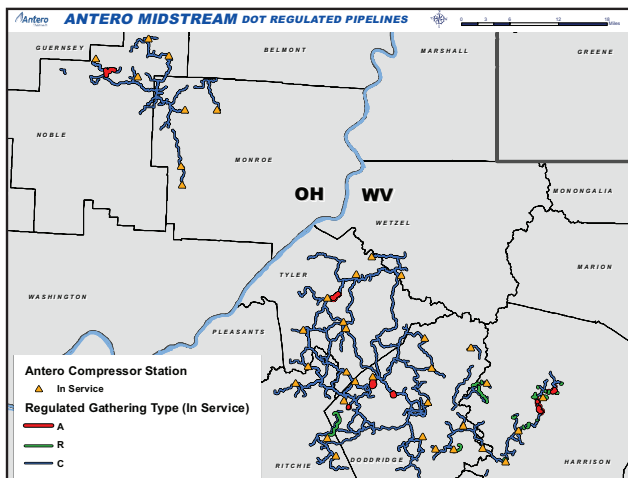 Antero
ANTERO MIDSTREAM DOT REGULATED PIPELINES
0 3 6 12 18
Miles
GUERNSEY
BELMONT
MARSHALL
GREENE
NOBLE
MONROE
OH WV
MONONGALIA
WETZEL
MARION
TYLER
WASHINGTON
PLEASANTS
Antero Compressor Station
In Service
Regulated Gathering Type (In Service)
A
R
C
RITCHIE
DODDRIDGE
HARRISON